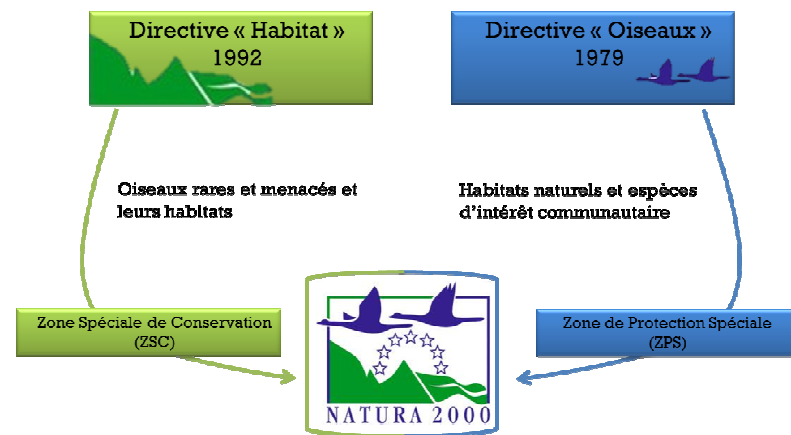 Directive « Habitat »
1992
Directive « Oiseaux »
1979
Oiseaux rares et menacés et
leurs habitats
Habitats naturels et espèces
d’intérêt communautaire
Zone Spéciale de Conservation
(ZSC)
Zone de Protection Spéciale
(ZPS)
NATURA 2000